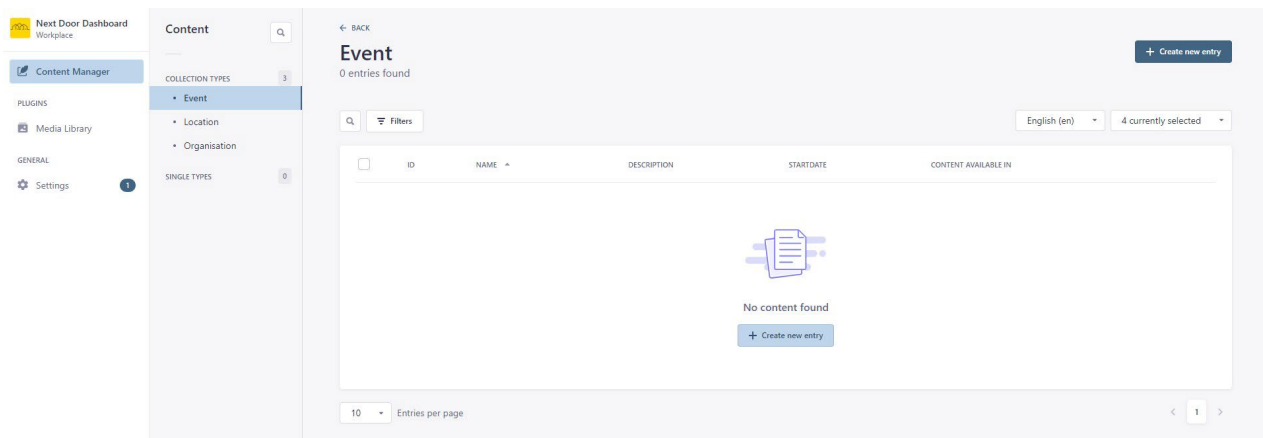 Next Door Dashboard
Workplace
Content Manager
PLUGINS
Media Library
GENERAL
Settings
1
Content
COLLECTION TYPES
3
Event
Location
Organisation
SINGLE TYPES
0
← BACK
Event
0 entries found
+ Create new entry
Filters
English (en)
4 currently selected
ID NAME DESCRIPTION STARTDATE CONTENT AVAILABLE IN
No content found
+ Create new entry
10 Entries per page
< 1 >